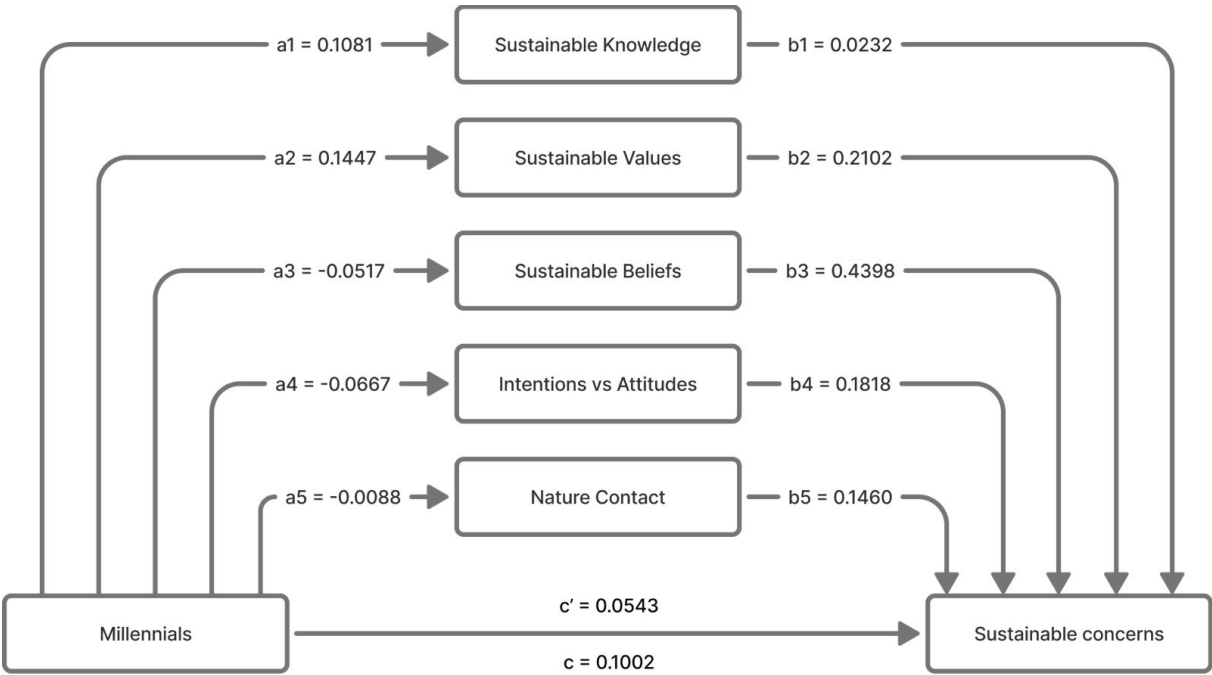 a1 = 0.1081
Sustainable Knowledge
b1 = 0.0232
a2 = 0.1447
Sustainable Values
b2 = 0.2102
a3 = -0.0517
Sustainable Beliefs
b3 = 0.4398
a4 = -0.0667
Intentions vs Attitudes
b4 = 0.1818
a5 = -0.0088
Nature Contact
b5 = 0.1460
c’ = 0.0543
Millennials
Sustainable concerns
c = 0.1002